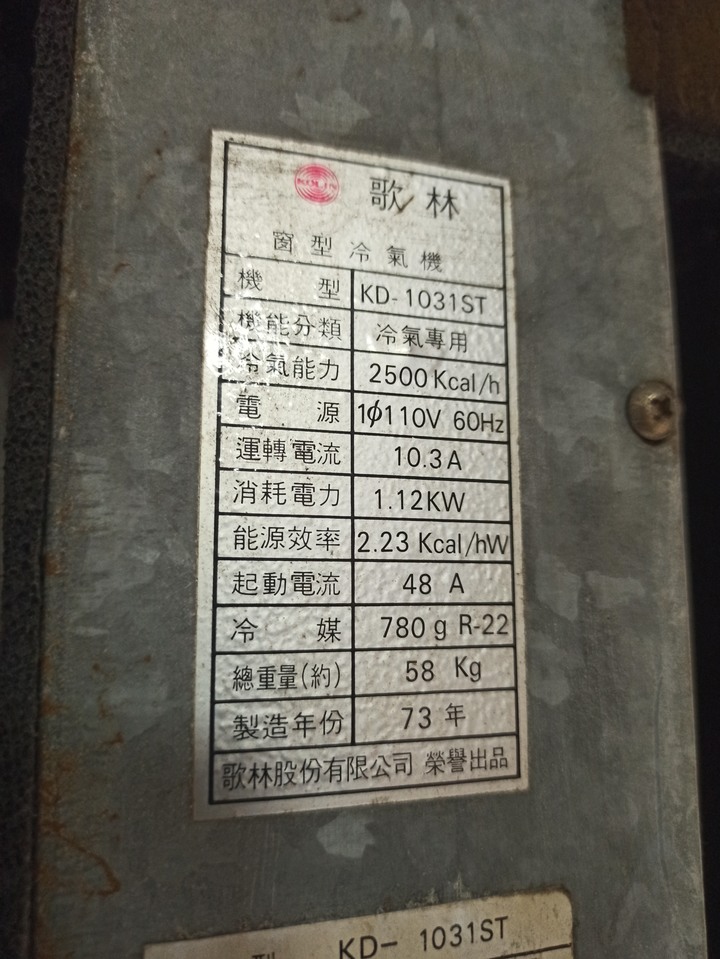 KOLIN 歌林
窗型冷氣機
機型 KD-1031ST
機能分類 冷氣專用
冷氣能力 2500 Kcal/h
電源 1φ110V 60Hz
運轉電流 10.3A
消耗電力 1.12KW
能源效率 2.23 Kcal/hW
起動電流 48 A
冷媒 780g R-22
總重量(約) 58 Kg
製造年份 73 年
歌林股份有限公司 榮譽出品
型 KD- 1031ST